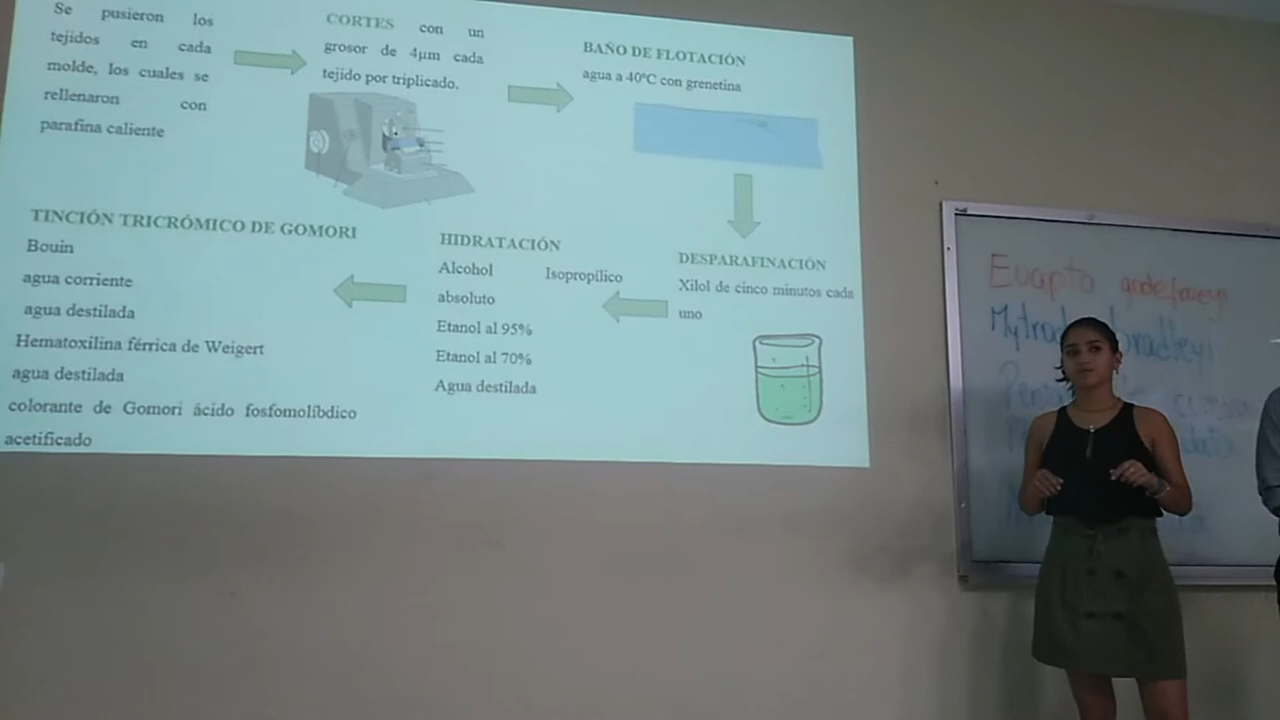 Se pusieron los
tejidos en cada
molde, los cuales se
rellenaron con
parafina caliente
CORTES con un
grosor de 4µm cada
tejido por triplicado.
BAÑO DE FLOTACIÓN
agua a 40ºC con grenetina
DESPARAFINACIÓN
Xilol de cinco minutos cada
uno
HIDRATACIÓN
Alcohol Isopropílico
absoluto
Etanol al 95%
Etanol al 70%
Agua destilada
TINCIÓN TRICRÓMICO DE GOMORI
Bouin
agua corriente
agua destilada
Hematoxilina férrica de Weigert
agua destilada
colorante de Gomori ácido fosfomolíbdico
acetificado